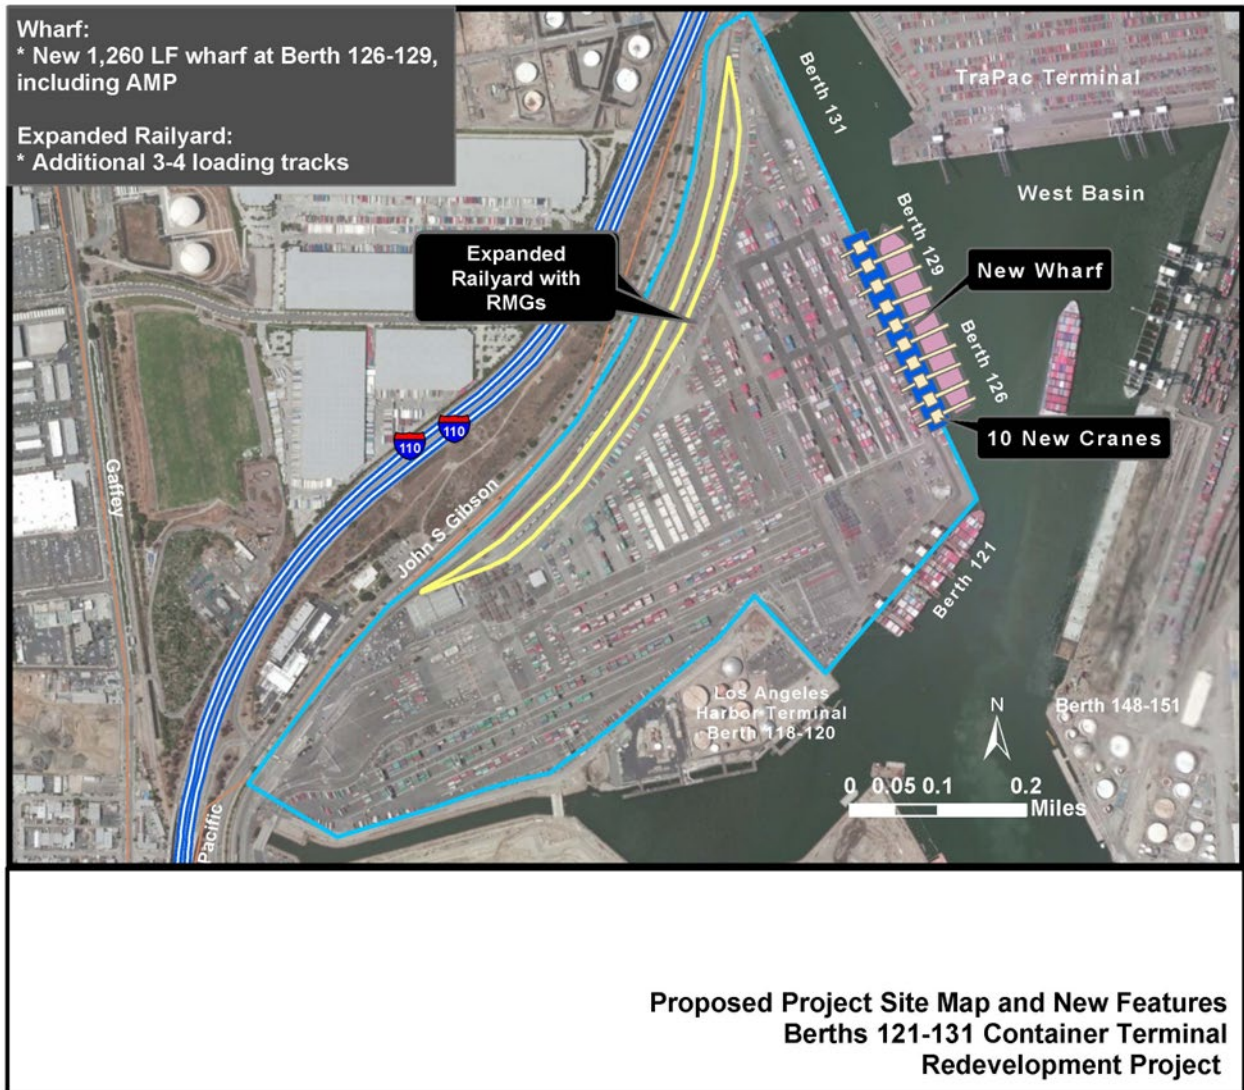 Wharf:
* New 1,260 LF wharf at Berth 126-129,
including AMP
Expanded Railyard:
* Additional 3-4 loading tracks
TraPac Terminal
Berth 131
West Basin
Berth 129
Expanded
Railyard with
RMGs
New Wharf
Berth 126
110
110
10 New Cranes
Gaffey
John S Gibson
Berth 121
Los Angeles
Harbor Terminal
Berth 118-120
Berth 148-151
N
0 0.05 0.1 0.2
Miles
Pacific
Proposed Project Site Map and New Features
Berths 121-131 Container Terminal
Redevelopment Project